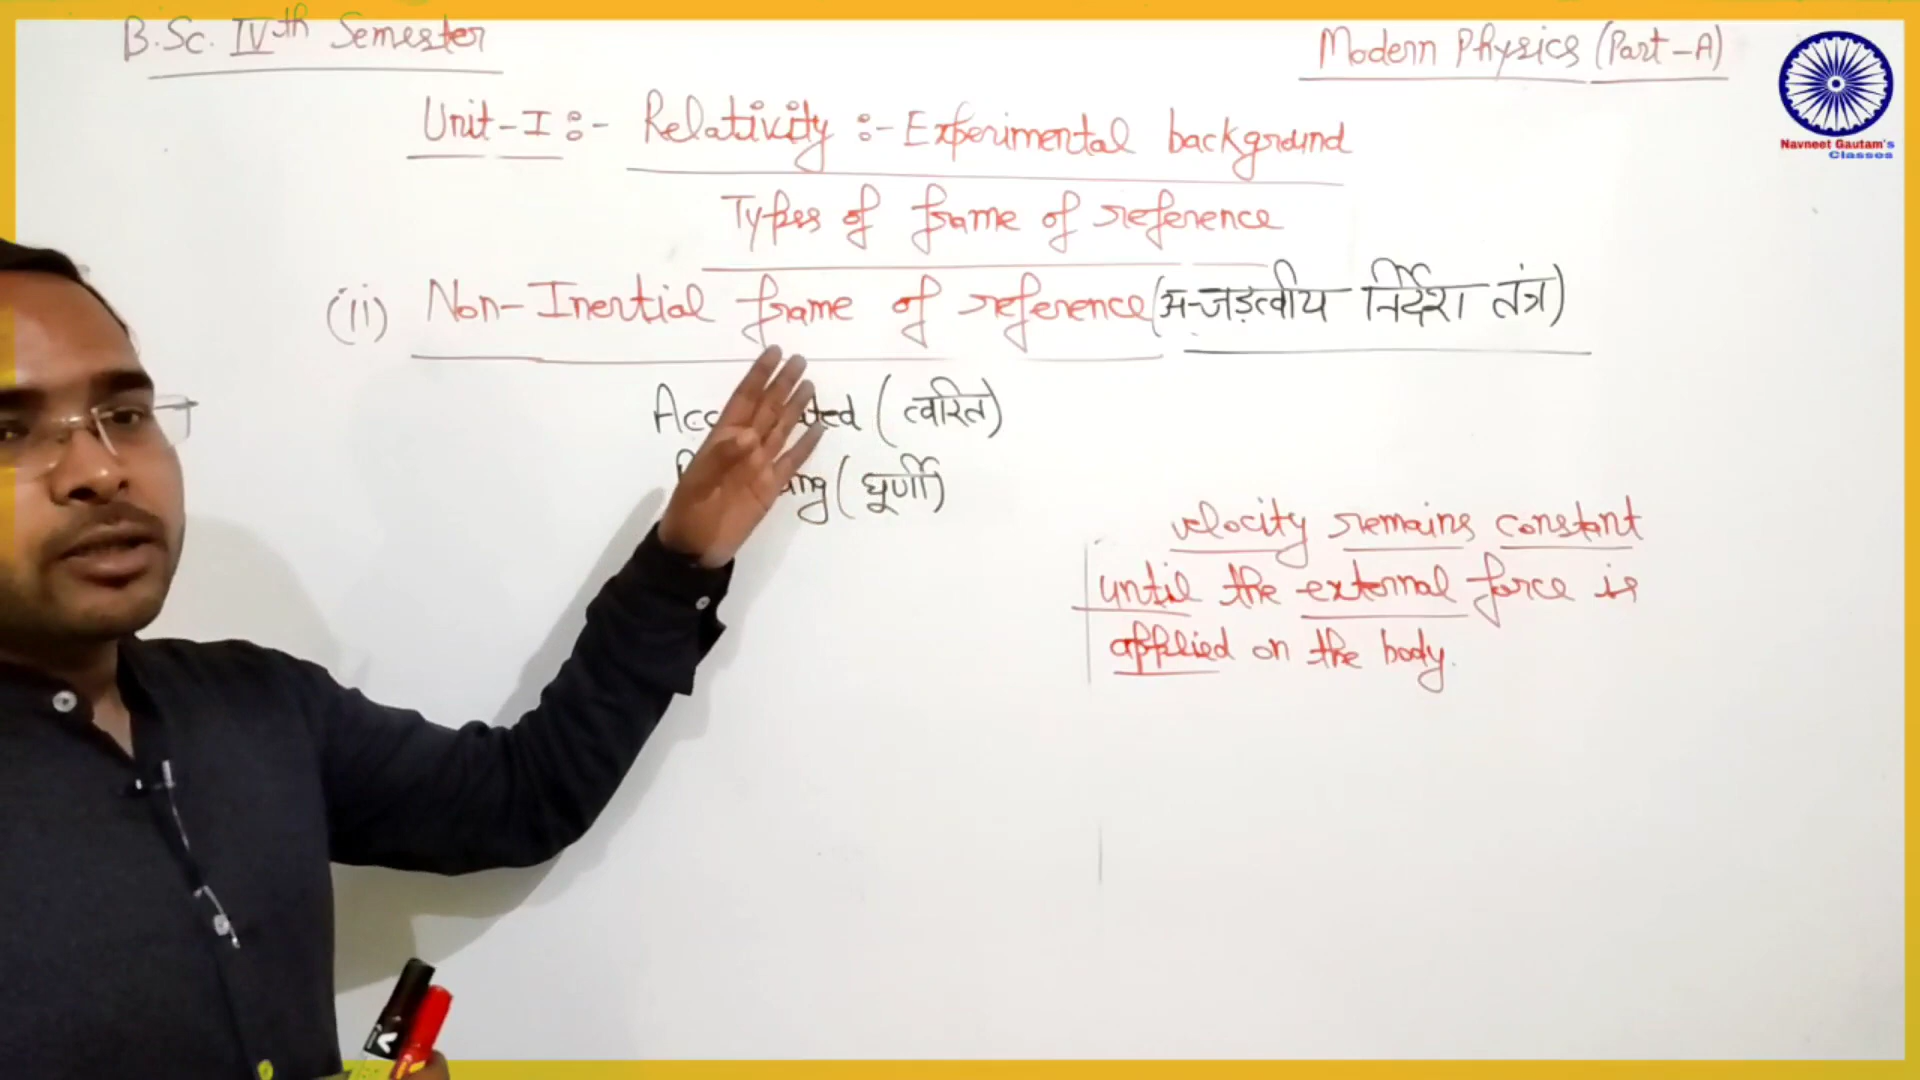 B.Sc. IVth Semester
Modern Physics (Part-A)
Navneet Gautam's
Classes
Unit-I :- Relativity :- Experimental background
Types of frame of reference
(ii) Non-Inertial frame of reference (अ-जड़त्वीय निर्देश तंत्र)
(त्वरित)
(घूर्णी)
velocity remains constant
until the external force is
applied on the body.